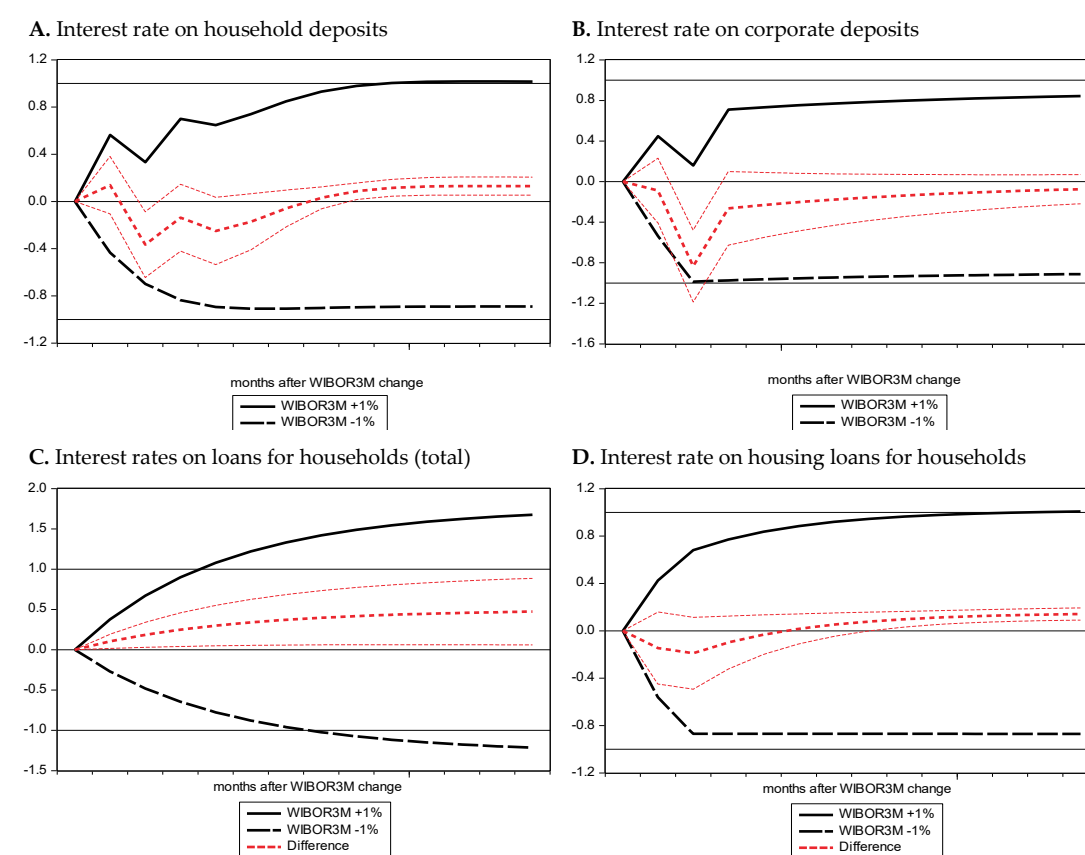 A. Interest rate on household deposits
1.2
0.8
0.4
0.0
-0.4
-0.8
-1.2
months after WIBOR3M change
WIBOR3M +1%
WIBOR3M -1%
B. Interest rate on corporate deposits
1.2
0.8
0.4
0.0
-0.4
-0.8
-1.2
-1.6
months after WIBOR3M change
WIBOR3M +1%
WIBOR3M -1%
C. Interest rates on loans for households (total)
2.0
1.5
1.0
0.5
0.0
-0.5
-1.0
-1.5
months after WIBOR3M change
WIBOR3M +1%
WIBOR3M -1%
Difference
D. Interest rate on housing loans for households
1.2
0.8
0.4
0.0
-0.4
-0.8
-1.2
months after WIBOR3M change
WIBOR3M +1%
WIBOR3M -1%
Difference